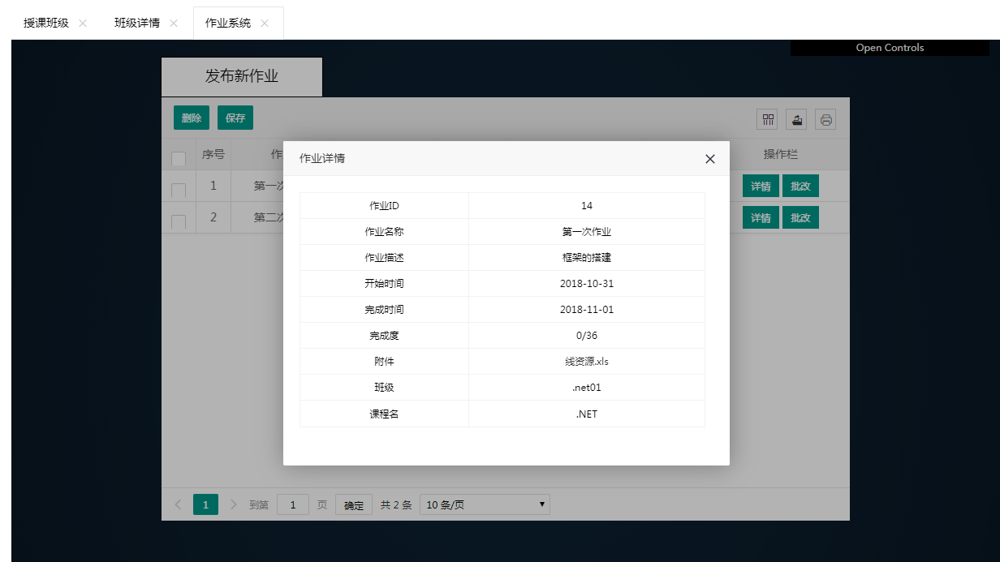 授课班级 班级详情 作业系统
Open Controls
发布新作业
删除 保存
序号 作 操作栏
1 第一次 详情 批改
2 第二次 详情 批改
作业详情
作业ID 14
作业名称 第一次作业
作业描述 框架的搭建
开始时间 2018-10-31
完成时间 2018-11-01
完成度 0/36
附件 线资源.xls
班级 .net01
课程名 .NET
1 到第 1 页 确定 共 2 条 10 条/页